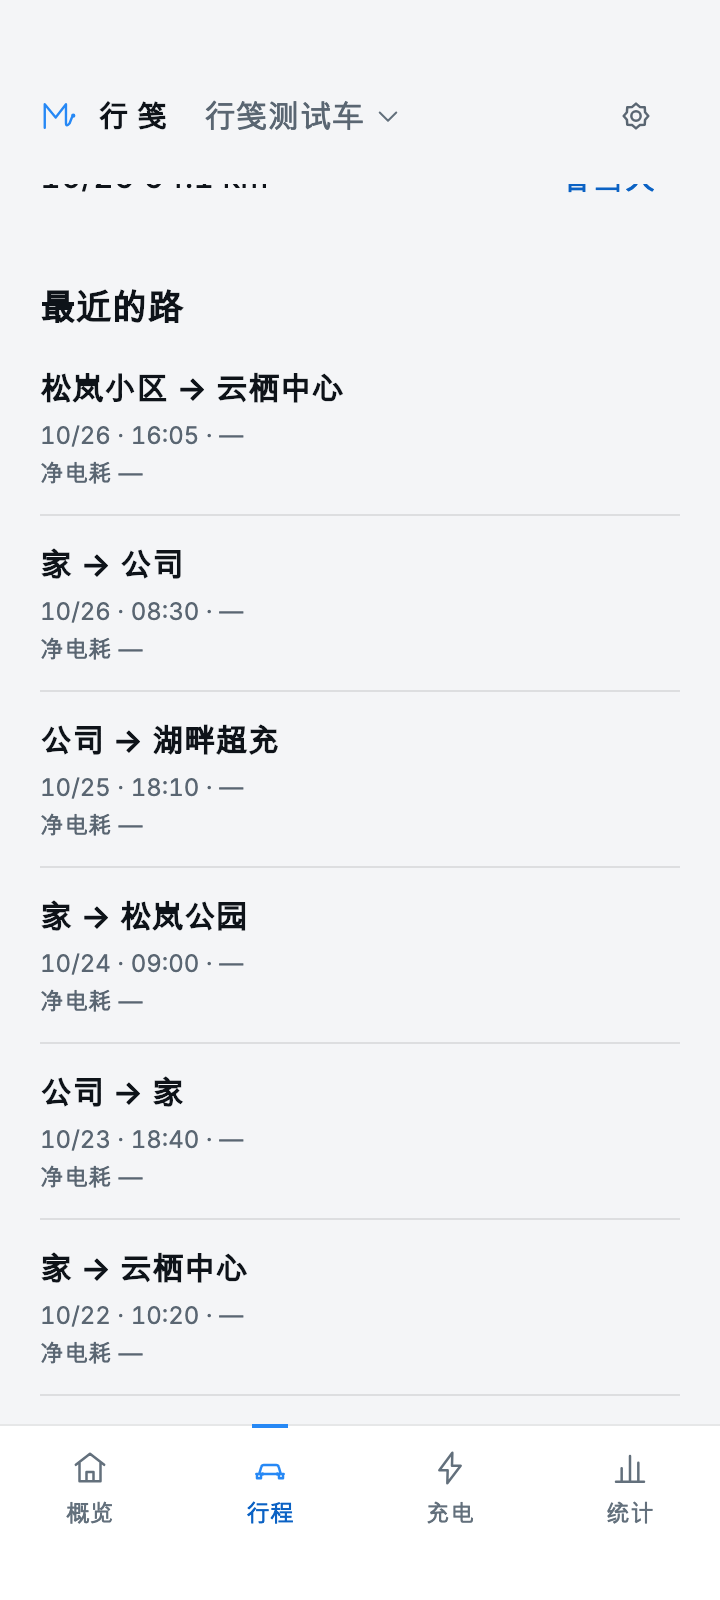 行笺 行笺测试车
最近的路
松岚小区 → 云栖中心
10/26 · 16:05 · —
净电耗 —
家 → 公司
10/26 · 08:30 · —
净电耗 —
公司 → 湖畔超充
10/25 · 18:10 · —
净电耗 —
家 → 松岚公园
10/24 · 09:00 · —
净电耗 —
公司 → 家
10/23 · 18:40 · —
净电耗 —
家 → 云栖中心
10/22 · 10:20 · —
净电耗 —
概览 行程 充电 统计